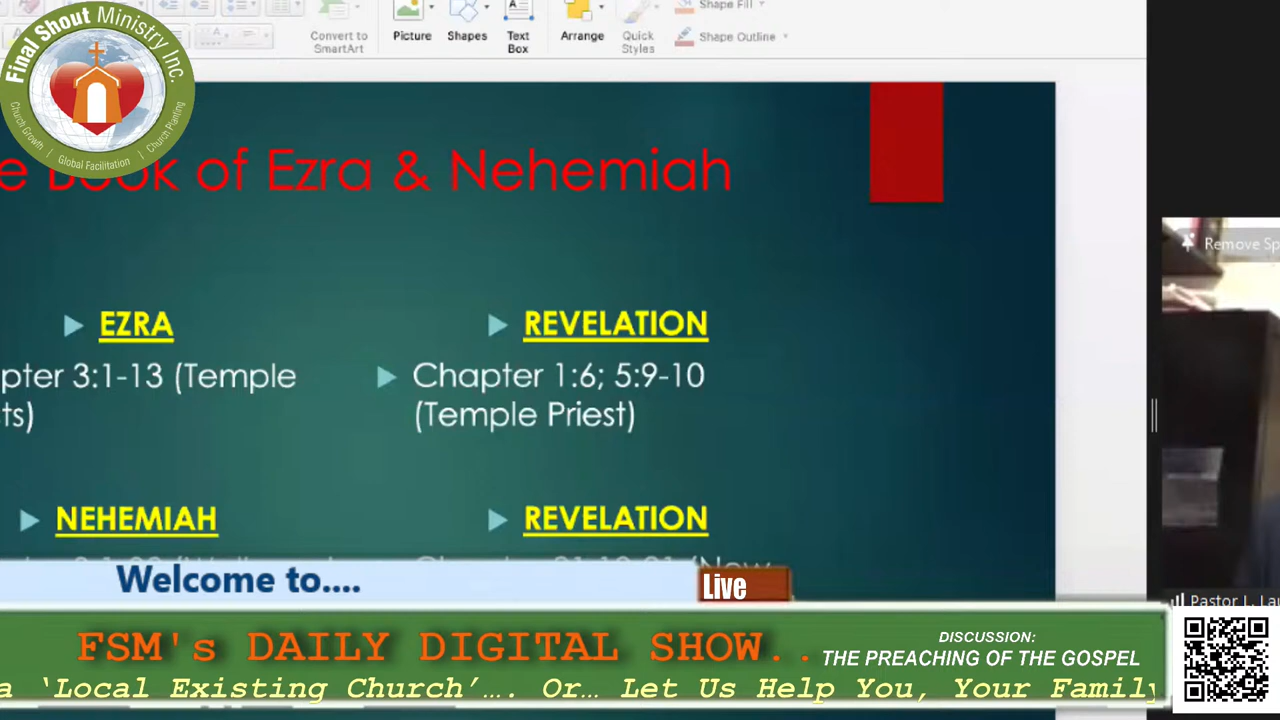 Shape Fill
Convert to
SmartArt
Picture
Shapes
Text
Box
Arrange
Quick
Styles
Shape Outline
Final Shout Ministry Inc.
Church Growth | Global Facilitation | Church Planting
Book of Ezra & Nehemiah
Remove Sp
EZRA
REVELATION
pter 3:1-13 (Temple
sts)
Chapter 1:6; 5:9-10
(Temple Priest)
NEHEMIAH
REVELATION
Welcome to....
Live
Pastor L. Lau
FSM's DAILY DIGITAL SHOW..
DISCUSSION:
THE PREACHING OF THE GOSPEL
a ‘Local Existing Church’…. Or… Let Us Help You, Your Family